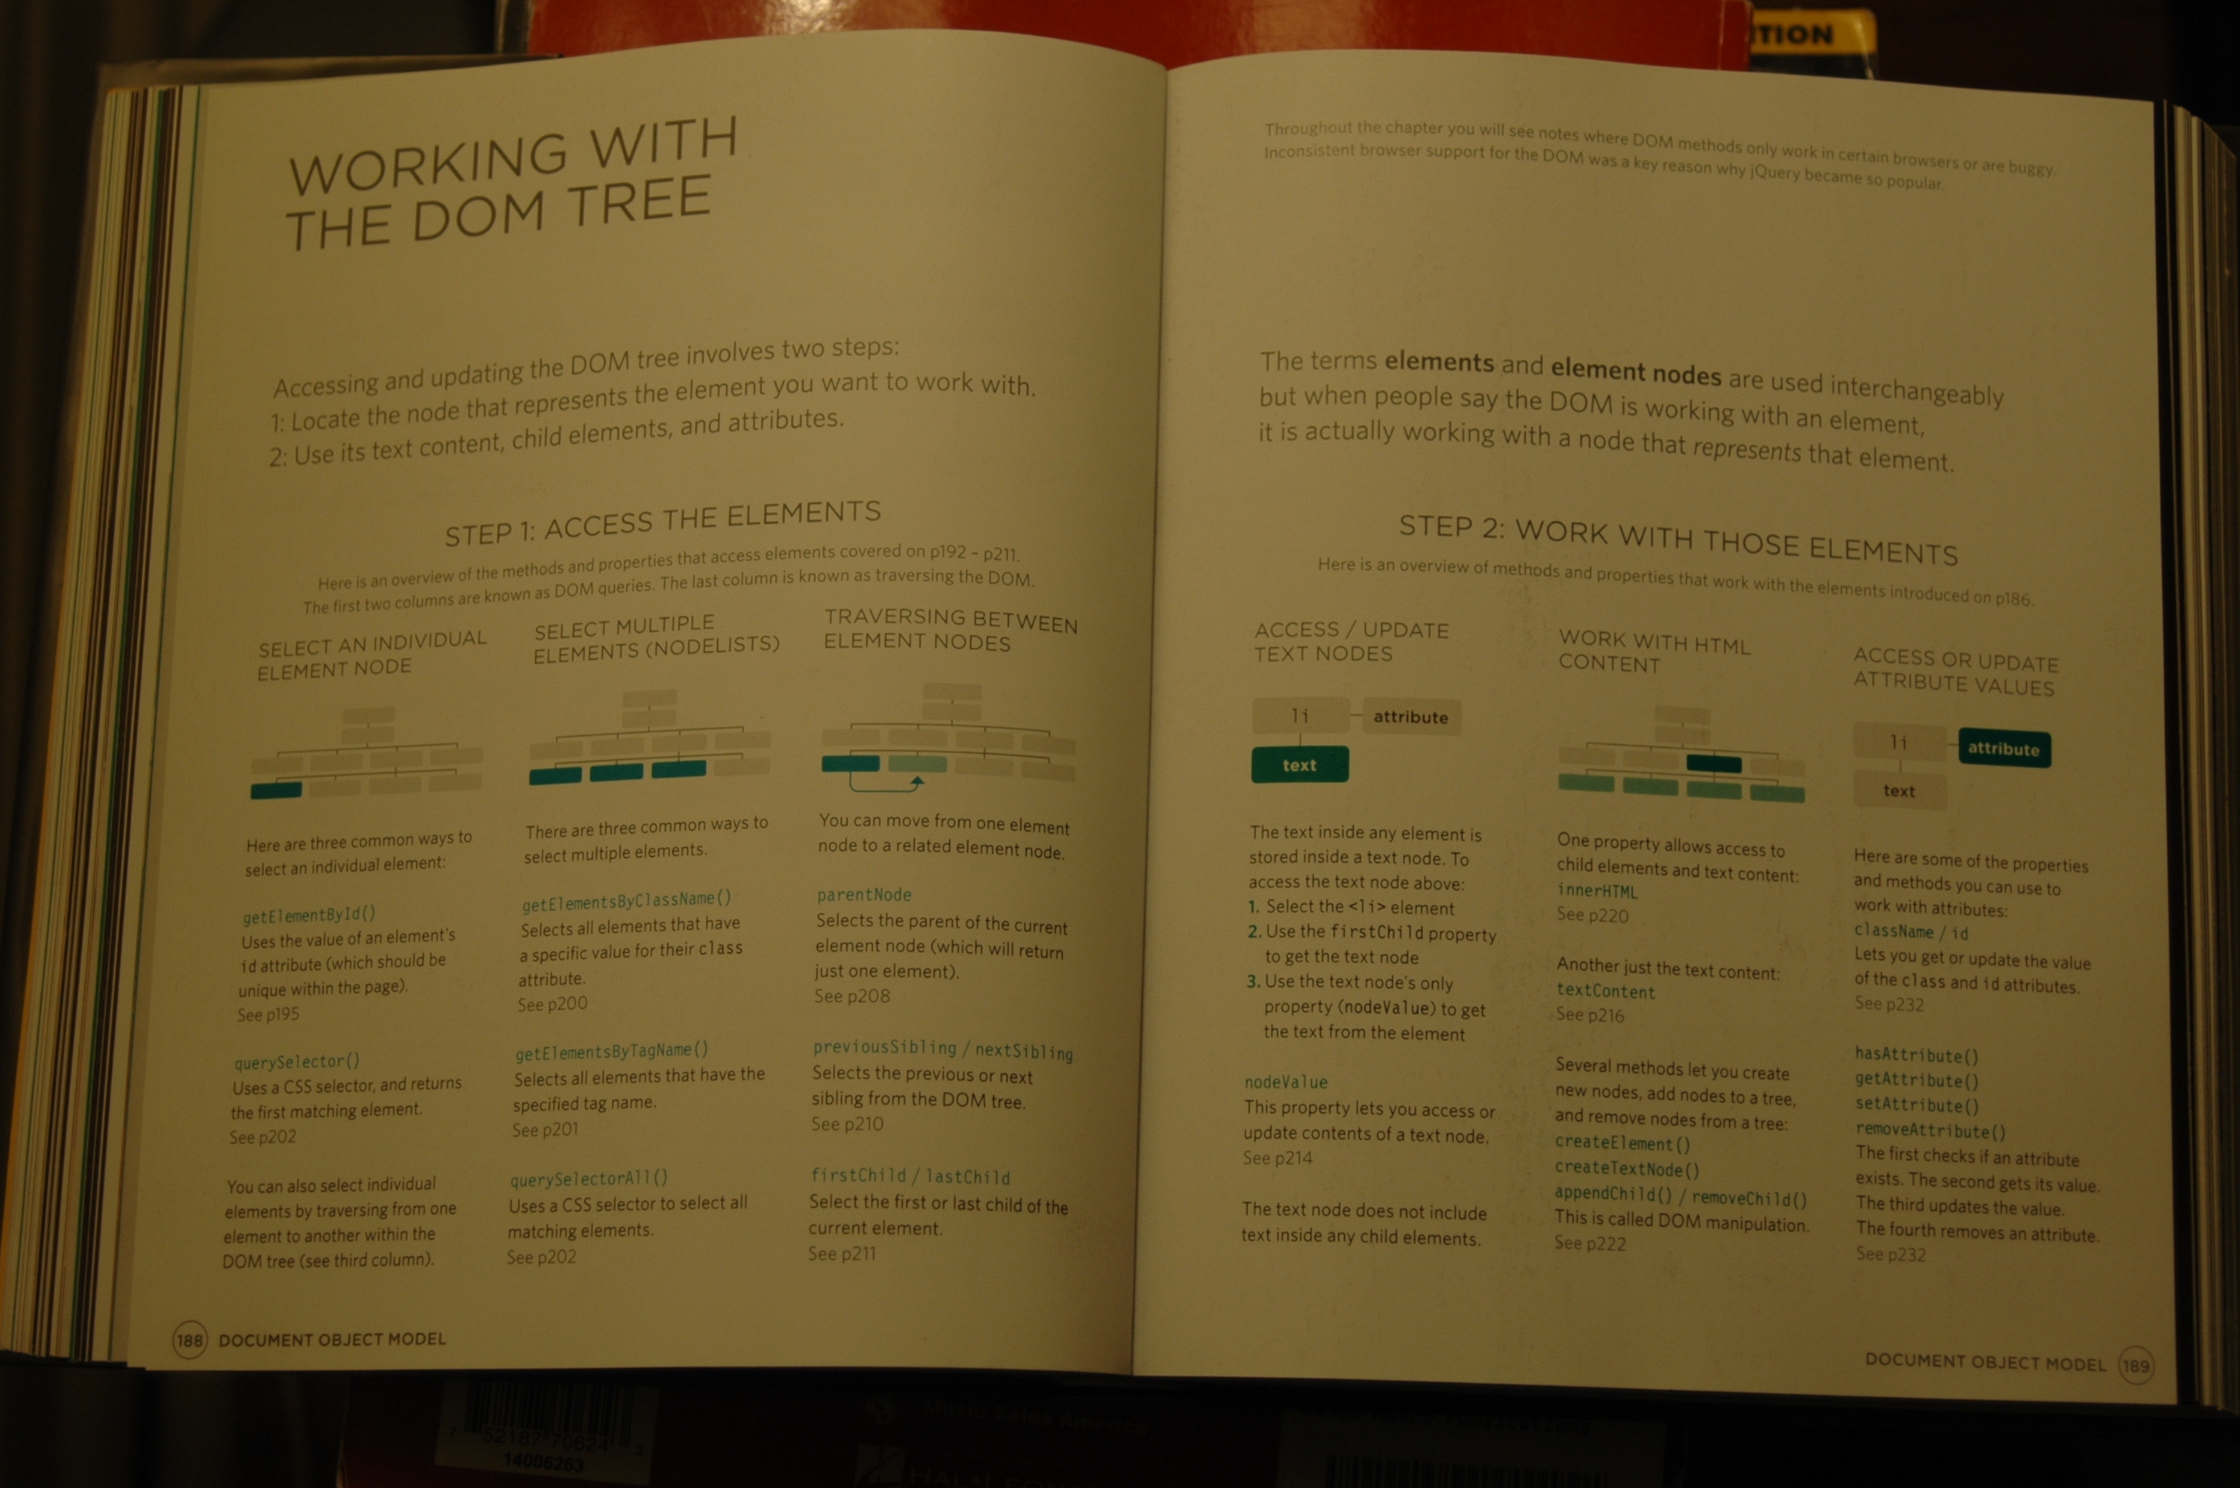 TION
WORKING WITH
THE DOM TREE
Accessing and updating the DOM tree involves two steps:
1: Locate the node that represents the element you want to work with.
2: Use its text content, child elements, and attributes.
STEP 1: ACCESS THE ELEMENTS
Here is an overview of the methods and properties that access elements covered on p192 – p211.
The first two columns are known as DOM queries. The last column is known as traversing the DOM.
SELECT AN INDIVIDUAL
ELEMENT NODE
Here are three common ways to
select an individual element:
getElementById()
Uses the value of an element's
id attribute (which should be
unique within the page).
See p195
querySelector()
Uses a CSS selector, and returns
the first matching element.
See p202
You can also select individual
elements by traversing from one
element to another within the
DOM tree (see third column).
SELECT MULTIPLE
ELEMENTS (NODELISTS)
There are three common ways to
select multiple elements.
getElementsByClassName()
Selects all elements that have
a specific value for their class
attribute.
See p200
getElementsByTagName()
Selects all elements that have the
specified tag name.
See p201
querySelectorAll()
Uses a CSS selector to select all
matching elements.
See p202
TRAVERSING BETWEEN
ELEMENT NODES
You can move from one element
node to a related element node.
parentNode
Selects the parent of the current
element node (which will return
just one element).
See p208
previousSibling / nextSibling
Selects the previous or next
sibling from the DOM tree.
See p210
firstChild / lastChild
Select the first or last child of the
current element.
See p211
188 DOCUMENT OBJECT MODEL
Throughout the chapter you will see notes where DOM methods only work in certain browsers or are buggy.
Inconsistent browser support for the DOM was a key reason why jQuery became so popular.
The terms elements and element nodes are used interchangeably
but when people say the DOM is working with an element,
it is actually working with a node that represents that element.
STEP 2: WORK WITH THOSE ELEMENTS
Here is an overview of methods and properties that work with the elements introduced on p186.
ACCESS / UPDATE
TEXT NODES
li attribute
text
The text inside any element is
stored inside a text node. To
access the text node above:
1. Select the <li> element
2. Use the firstChild property
to get the text node
3. Use the text node's only
property (nodeValue) to get
the text from the element
nodeValue
This property lets you access or
update contents of a text node.
See p214
The text node does not include
text inside any child elements.
WORK WITH HTML
CONTENT
One property allows access to
child elements and text content:
innerHTML
See p220
Another just the text content:
textContent
See p216
Several methods let you create
new nodes, add nodes to a tree,
and remove nodes from a tree:
createElement()
createTextNode()
appendChild() / removeChild()
This is called DOM manipulation.
See p222
ACCESS OR UPDATE
ATTRIBUTE VALUES
li attribute
text
Here are some of the properties
and methods you can use to
work with attributes:
className / id
Lets you get or update the value
of the class and id attributes.
See p232
hasAttribute()
getAttribute()
setAttribute()
removeAttribute()
The first checks if an attribute
exists. The second gets its value.
The third updates the value.
The fourth removes an attribute.
See p232
DOCUMENT OBJECT MODEL 189
Music Sales America
7 52187 70624 3
14006263